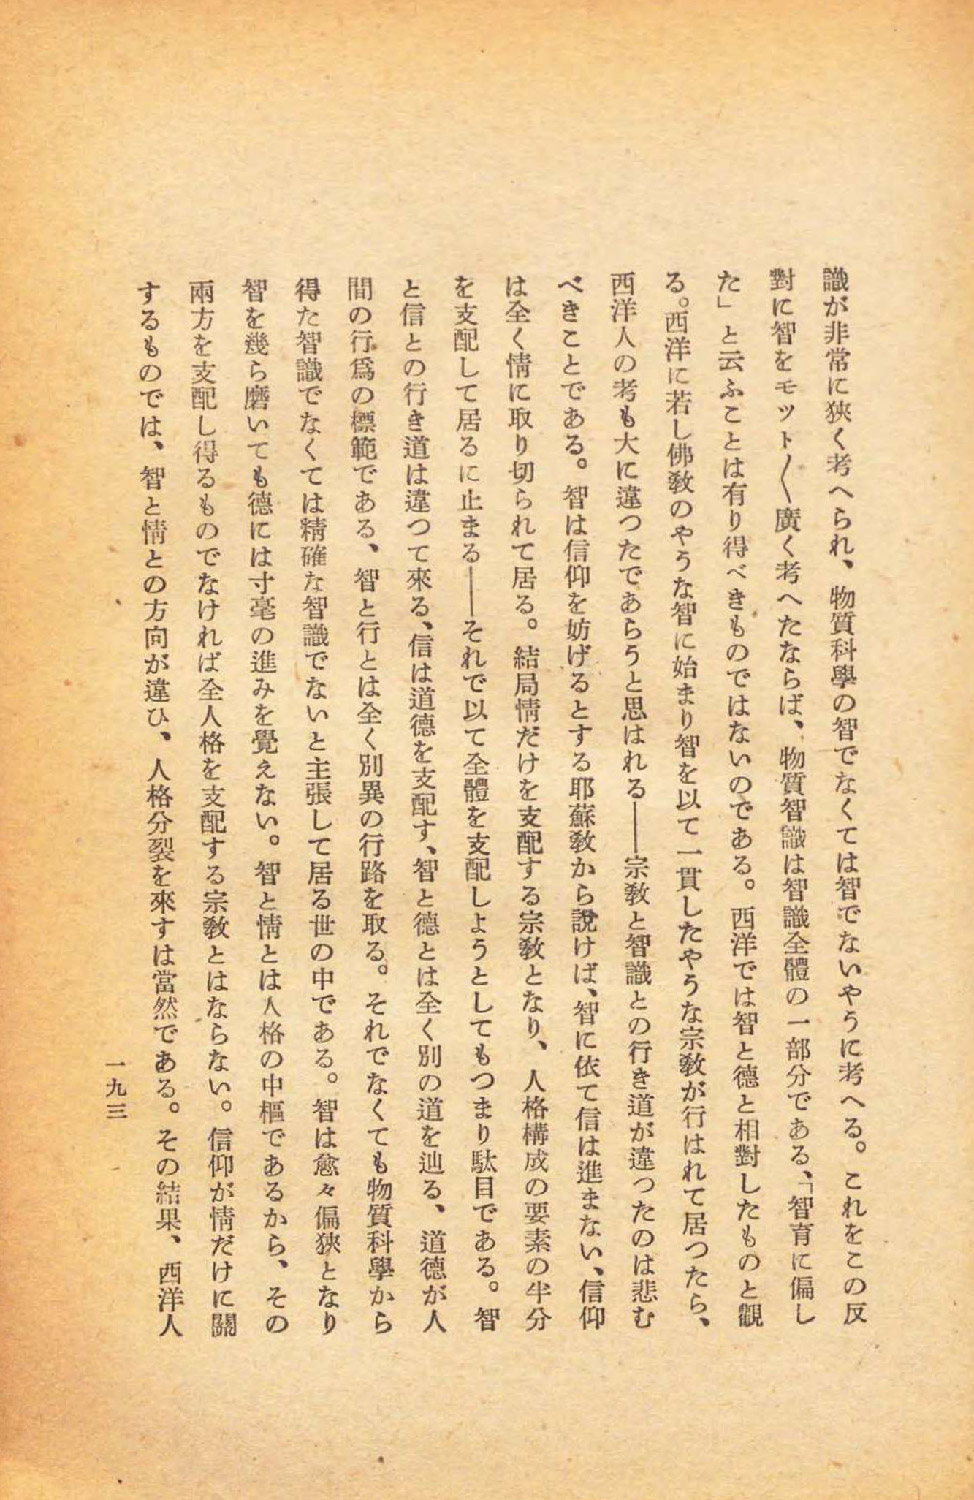 識が非常に狹く考へられ、物質科學の智でなくては智でないやうに考へる。これをこの反
對に智をモット〱廣く考へたならば、物質智識は智識全體の一部分である、「智育に偏し
た」と云ふことは有り得べきものではないのである。西洋では智と德と相對したものと觀
る。西洋に若し佛敎のやうな智に始まり智を以て一貫したやうな宗敎が行はれて居つたら、
西洋人の考も大に違つたであらうと思はれる――宗敎と智識との行き道が違つたのは悲む
べきことである。智は信仰を妨げるとする耶蘇敎から說けば、智に依て信は進まない、信仰
は全く情に取り切られて居る。結局情だけを支配する宗敎となり、人格構成の要素の半分
を支配して居るに止まる――それで以て全體を支配しようとしてもつまり駄目である。智
と信との行き道は違つて來る、信は道德を支配す、智と德とは全く別の道を辿る、道德が人
間の行爲の標範である、智と行とは全く別異の行路を取る。それでなくても物質科學から
得た智識でなくては精確な智識でないと主張して居る世の中である。智は愈々偏狹となり
智を幾ら磨いても德には寸毫の進みを覺えない。智と情とは人格の中樞であるから、その
兩方を支配し得るものでなければ全人格を支配する宗敎とはならない。信仰が情だけに關
するものでは、智と情との方向が違ひ、人格分裂を來すは當然である。その結果、西洋人
一九三